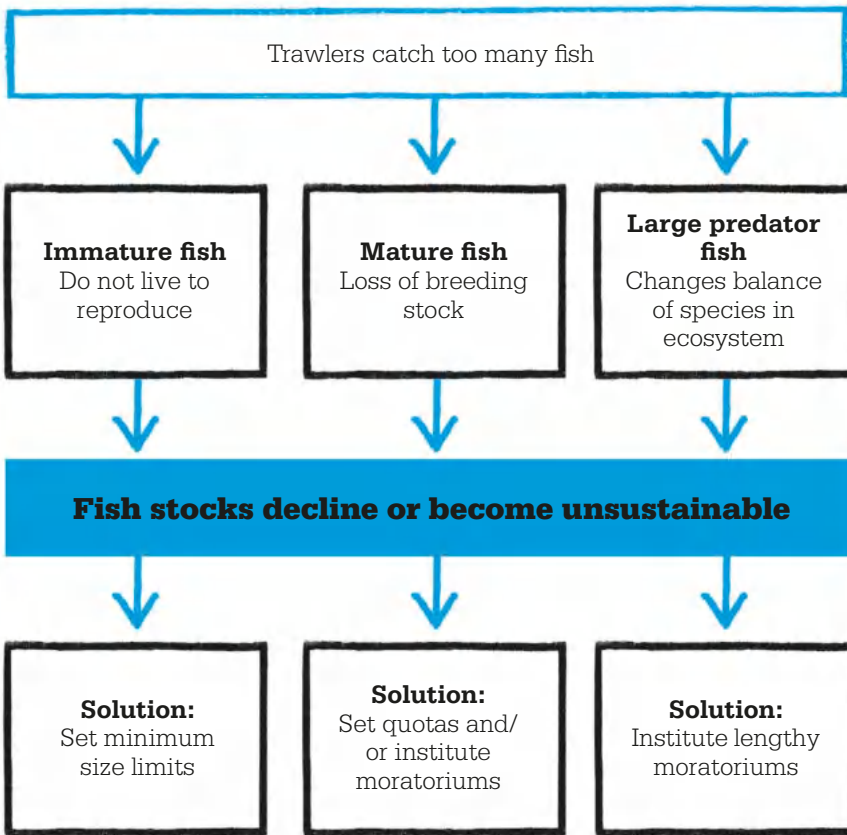 Trawlers catch too many fish
Immature fish
Do not live to
reproduce
Mature fish
Loss of breeding
stock
Large predator
fish
Changes balance
of species in
ecosystem
Fish stocks decline or become unsustainable
Solution:
Set minimum
size limits
Solution:
Set quotas and/
or institute
moratoriums
Solution:
Institute lengthy
moratoriums